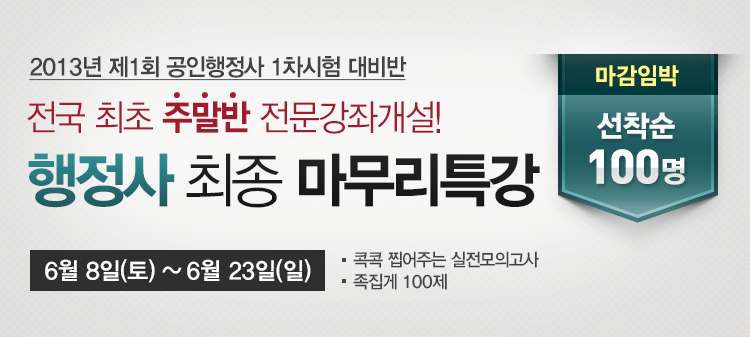 2013년 제1회 공인행정사 1차시험 대비반
전국 최초 주말반 전문강좌개설!
행정사 최종 마무리특강
6월 8일(토) ~ 6월 23일(일)
· 콕콕 찝어주는 실전모의고사
· 족집게 100제
마감임박
선착순
100명